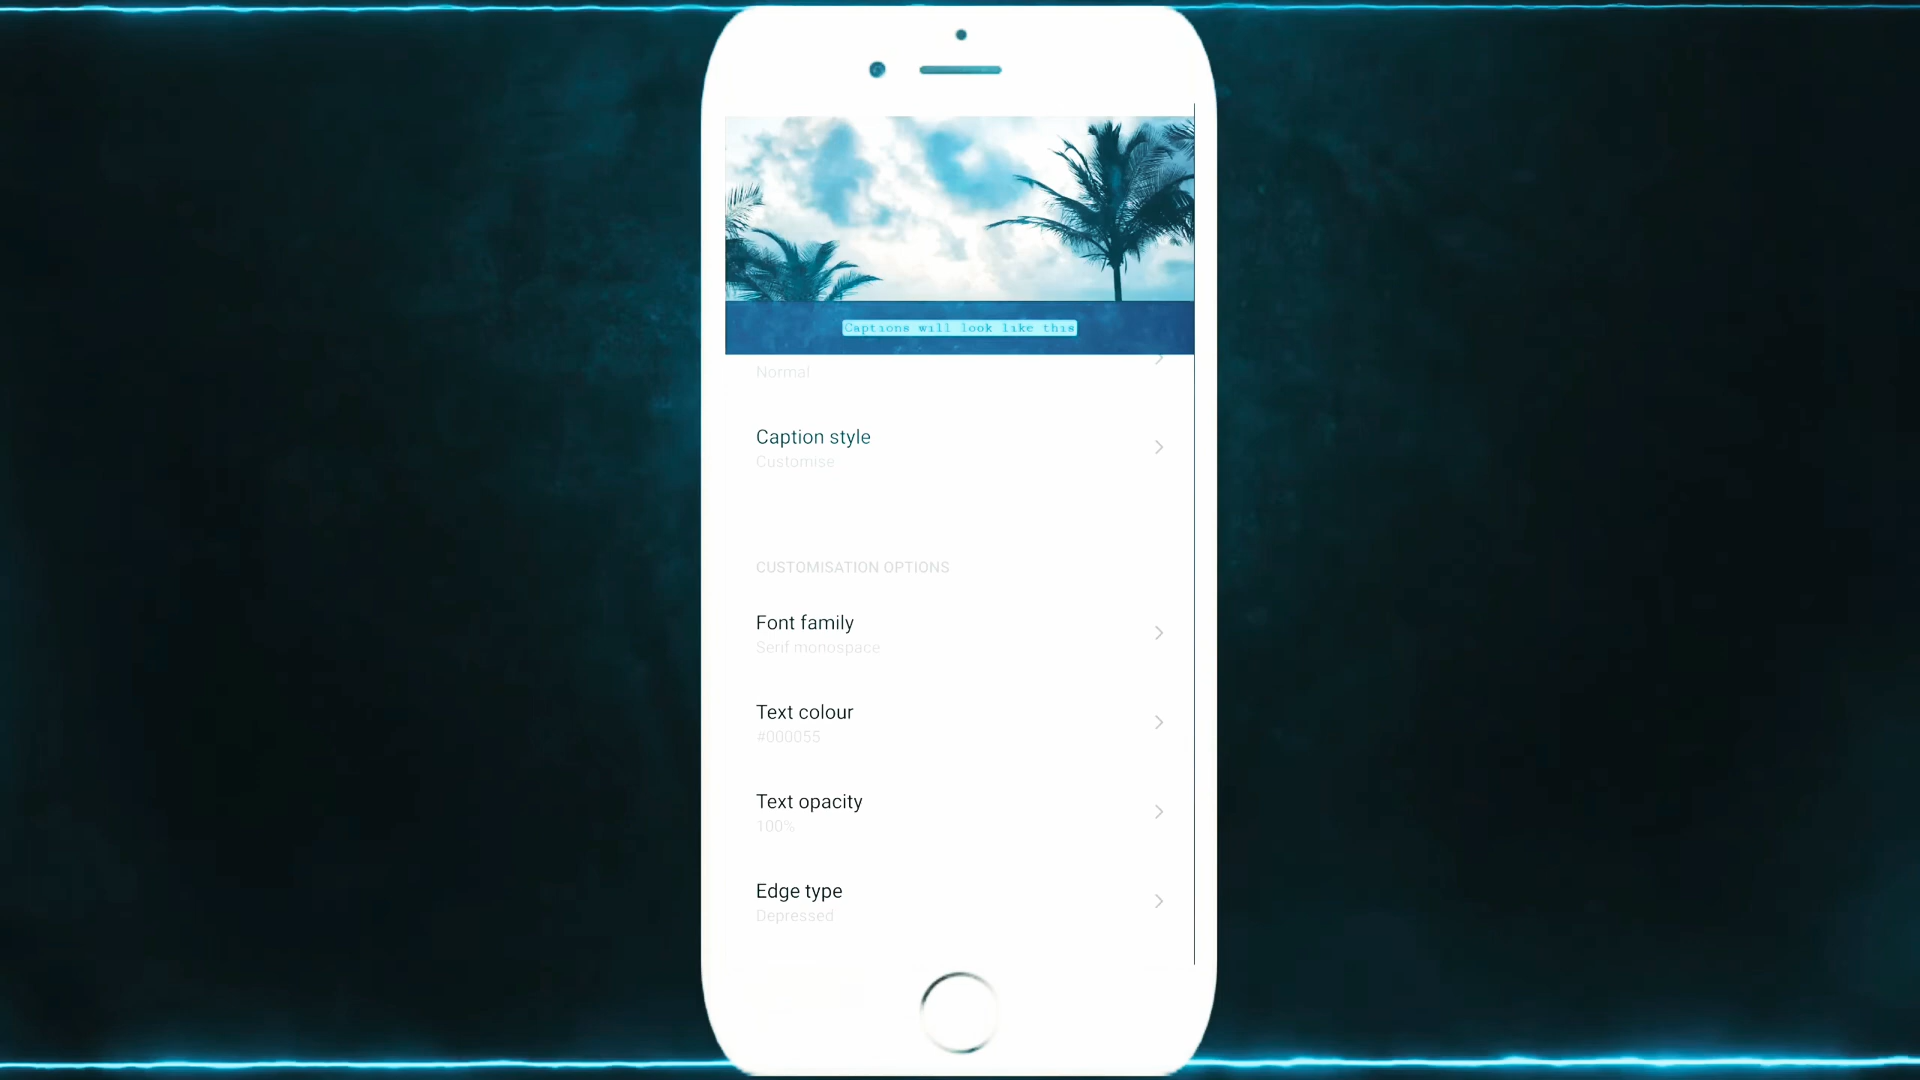 Captions will look like this
Normal
Caption style
Customise
CUSTOMISATION OPTIONS
Font family
Serif monospace
Text colour
#000055
Text opacity
100%
Edge type
Depressed